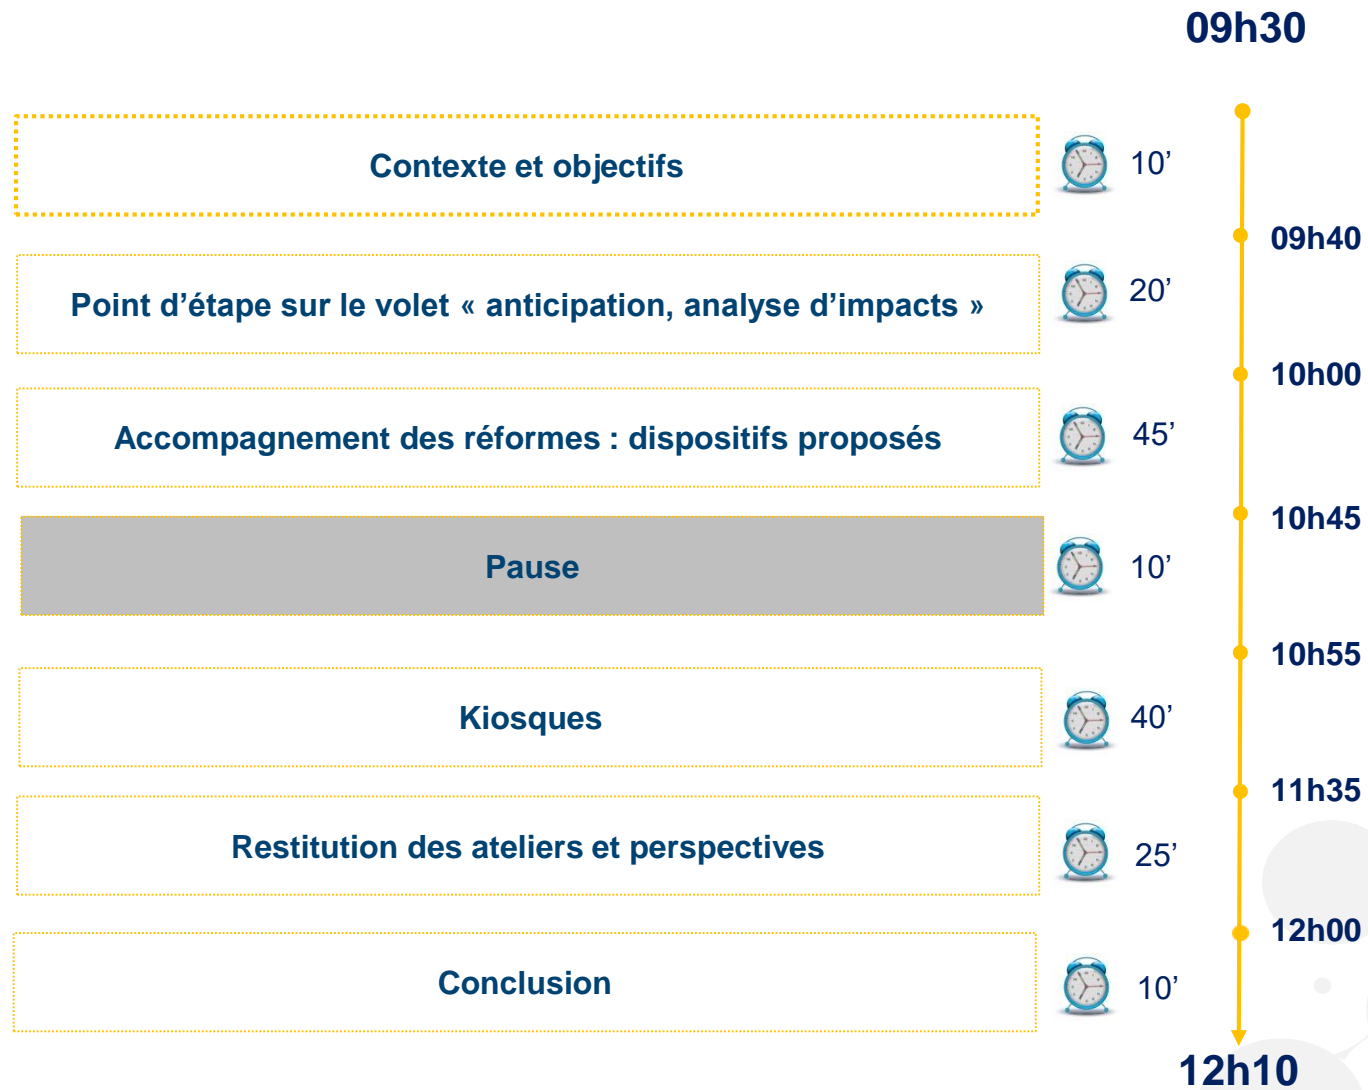 09h30
Contexte et objectifs
10’
09h40
Point d’étape sur le volet « anticipation, analyse d’impacts »
20’
10h00
Accompagnement des réformes : dispositifs proposés
45’
10h45
Pause
10’
10h55
Kiosques
40’
11h35
Restitution des ateliers et perspectives
25’
12h00
Conclusion
10’
12h10